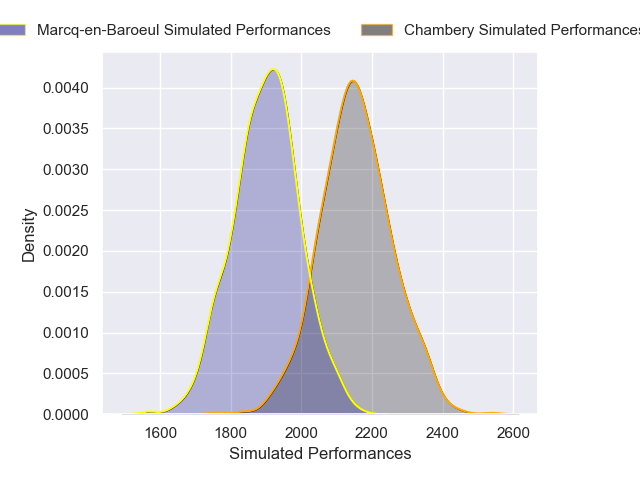 Marcq-en-Baroeul Simulated Performances Chambery Simulated Performances
0.0040
0.0035
0.0030
0.0025
0.0020
0.0015
0.0010
0.0005
0.0000
Density
1600 1800 2000 2200 2400 2600
Simulated Performances